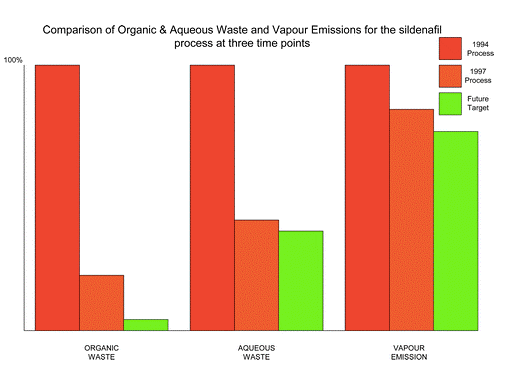 Comparison of Organic & Aqueous Waste and Vapour Emissions for the sildenafil
process at three time points
1994
Process
1997
Process
Future
Target
100%
ORGANIC
WASTE
AQUEOUS
WASTE
VAPOUR
EMISSION